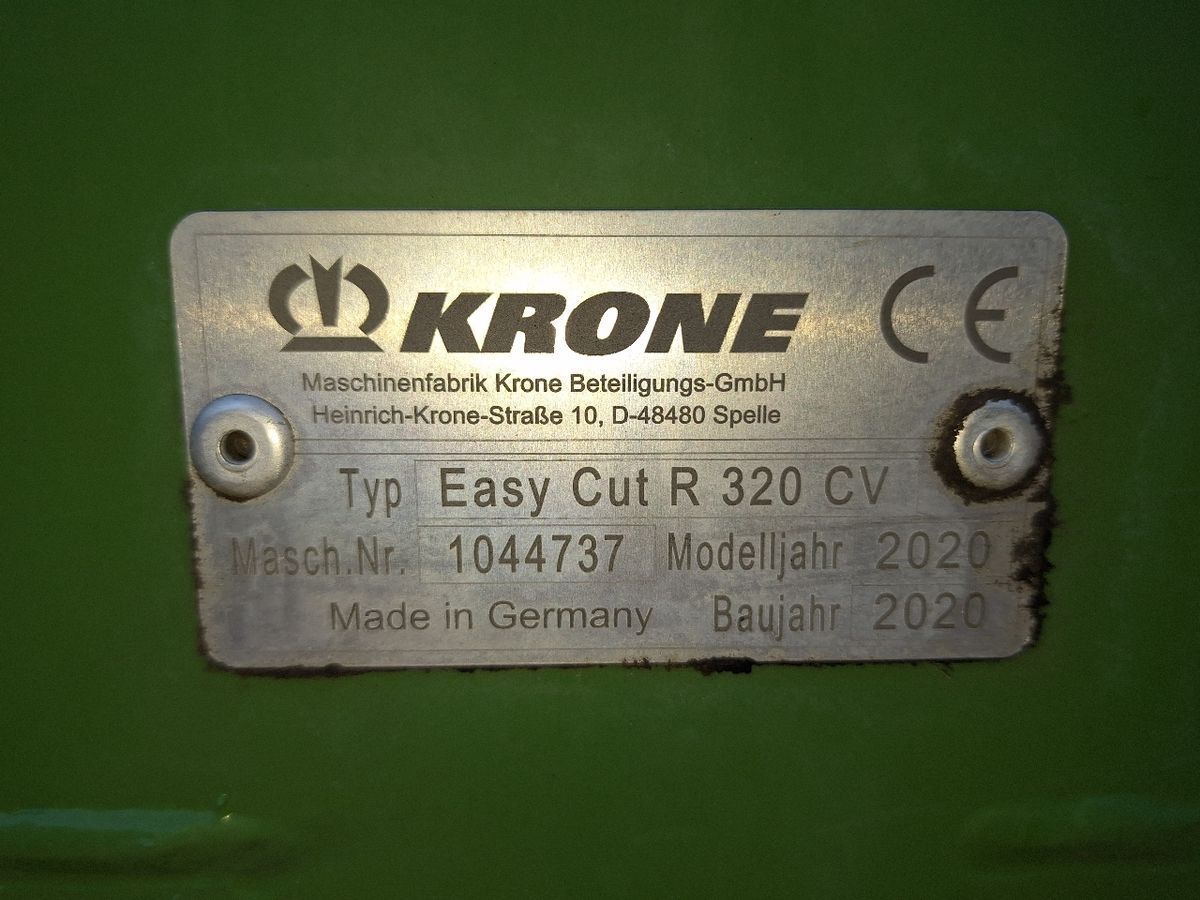 KRONE CE
Maschinenfabrik Krone Beteiligungs-GmbH
Heinrich-Krone-Straße 10, D-48480 Spelle
Typ Easy Cut R 320 CV
Masch.Nr. 1044737 Modelljahr 2020
Made in Germany Baujahr 2020